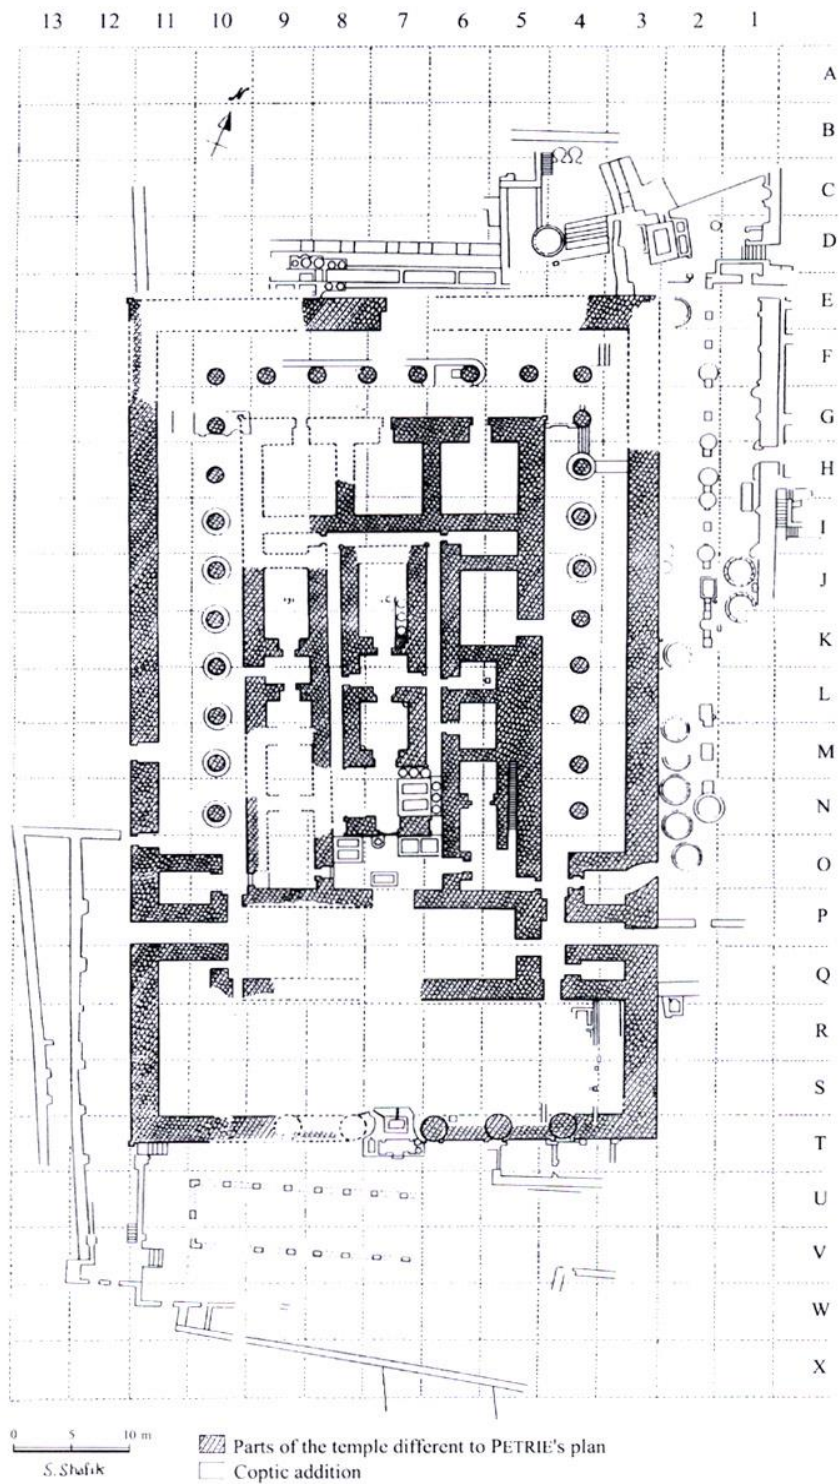 13 12 11 10 9 8 7 6 5 4 3 2 1
A
B
N
C
D
E
F
G
H
I
J
K
L
M
N
O
P
Q
R
S
T
U
V
W
X
0 5 10 m
S. Shafik
Parts of the temple different to PETRIE's plan
Coptic addition